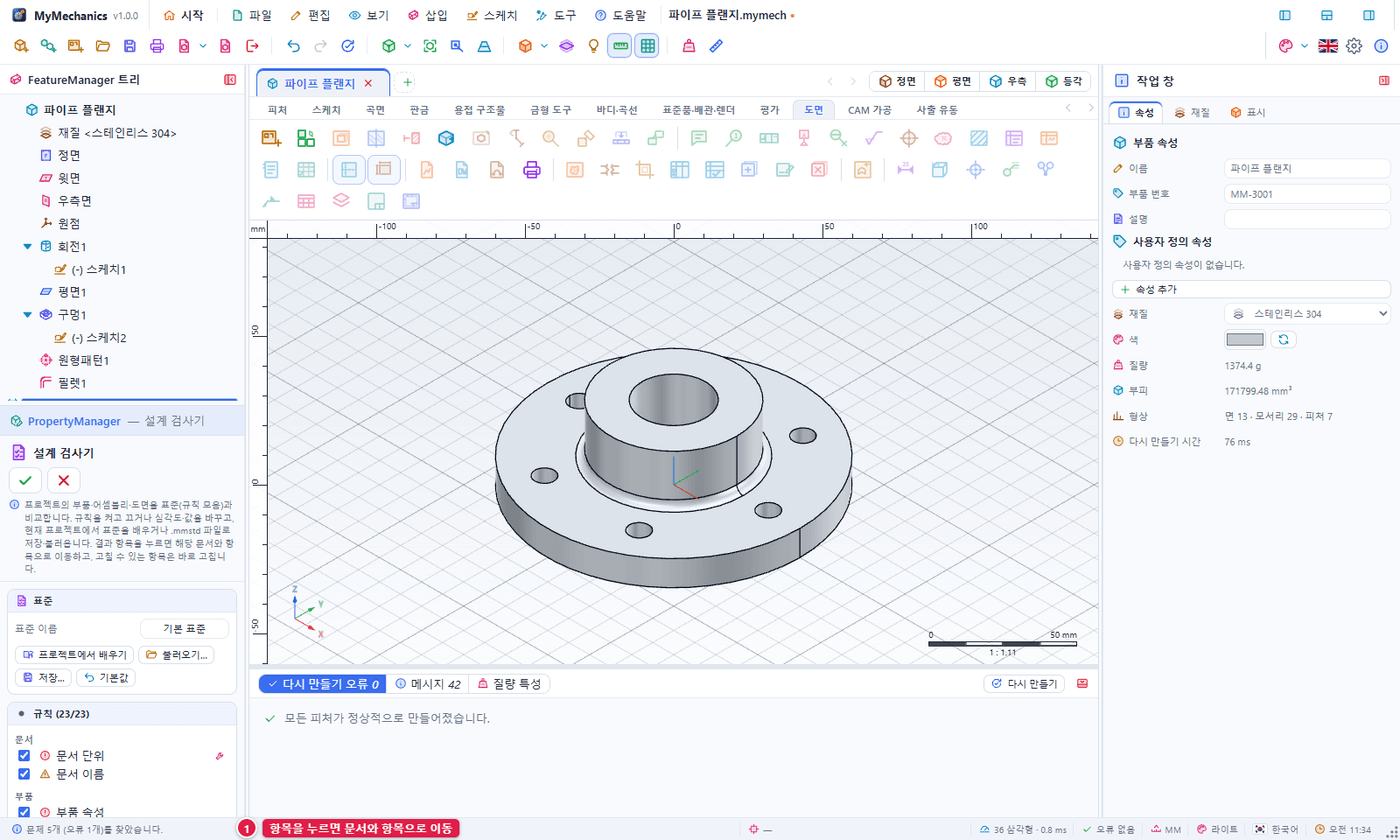 MyMechanics v1.0.0 시작 파일 편집 보기 삽입 스케치 도구 도움말 파이프 플랜지.mymech
FeatureManager 트리
파이프 플랜지
재질 <스테인리스 304>
정면
윗면
우측면
원점
회전1
(-) 스케치1
평면1
구멍1
(-) 스케치2
원형패턴1
필렛1
PropertyManager — 설계 검사기
설계 검사기
프로젝트의 부품·어셈블리·도면을 표준(규칙 모음)과
비교합니다. 규칙을 켜고 끄거나 심각도·값을 바꾸고,
현재 프로젝트에서 표준을 배우거나 .mmstd 파일로
저장·불러옵니다. 결과 항목을 누르면 해당 문서와 항
목으로 이동하고, 고칠 수 있는 항목은 바로 고칩니
다.
표준
표준 이름 기본 표준
프로젝트에서 배우기 불러오기...
저장... 기본값
규칙 (23/23)
문서
문서 단위
문서 이름
부품
부품 속성
파이프 플랜지
정면 평면 우측 등각
피처 스케치 곡면 판금 용접 구조물 금형 도구 바디·곡선 표준품·배관·렌더 평가 도면 CAM 가공 사출 유동
mm -100 -50 0 50 100
50
0
-50
Z
Y
X
0 50 mm
1 : 1.11
다시 만들기 오류 0 메시지 42 질량 특성 다시 만들기
모든 피처가 정상적으로 만들어졌습니다.
작업 창
속성 재질 표시
부품 속성
이름 파이프 플랜지
부품 번호 MM-3001
설명
사용자 정의 속성
사용자 정의 속성이 없습니다.
속성 추가
재질 스테인리스 304
색
질량 1374.4 g
부피 171799.48 mm³
형상 면 13 · 모서리 29 · 피처 7
다시 만들기 시간 76 ms
문제 5개 (오류 1개)를 찾았습니다. 1 항목을 누르면 문서와 항목으로 이동 — 36 삼각형 · 0.8 ms 오류 없음 MM 라이트 한국어 오전 11:34